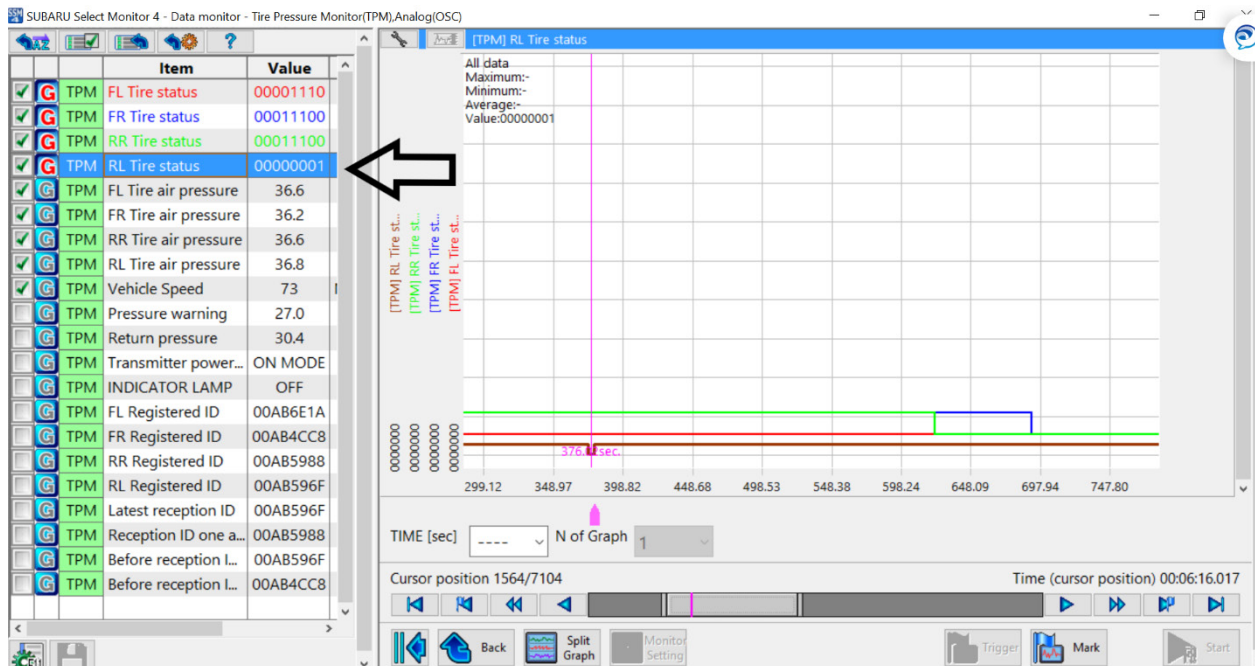 SUBARU Select Monitor 4 - Data monitor - Tire Pressure Monitor(TPM),Analog(OSC)
Item Value
TPM FL Tire status 00001110
TPM FR Tire status 00011100
TPM RR Tire status 00011100
TPM RL Tire status 00000001
TPM FL Tire air pressure 36.6
TPM FR Tire air pressure 36.2
TPM RR Tire air pressure 36.6
TPM RL Tire air pressure 36.8
TPM Vehicle Speed 73
TPM Pressure warning 27.0
TPM Return pressure 30.4
TPM Transmitter power... ON MODE
TPM INDICATOR LAMP OFF
TPM FL Registered ID 00AB6E1A
TPM FR Registered ID 00AB4CC8
TPM RR Registered ID 00AB5988
TPM RL Registered ID 00AB596F
TPM Latest reception ID 00AB596F
TPM Reception ID one a... 00AB5988
TPM Before reception I... 00AB596F
TPM Before reception I... 00AB4CC8
[TPM] RL Tire status
All data
Maximum:-
Minimum:-
Average:-
Value:00000001
[TPM] RL Tire st...
[TPM] RR Tire st...
[TPM] FR Tire st...
[TPM] FL Tire st...
0000000
0000000
0000000
0000000
299.12 348.97 398.82 448.68 498.53 548.38 598.24 648.09 697.94 747.80
TIME [sec] ---- N of Graph 1
Cursor position 1564/7104 Time (cursor position) 00:06:16.017
Back Split Graph Monitor Setting Trigger Mark Start